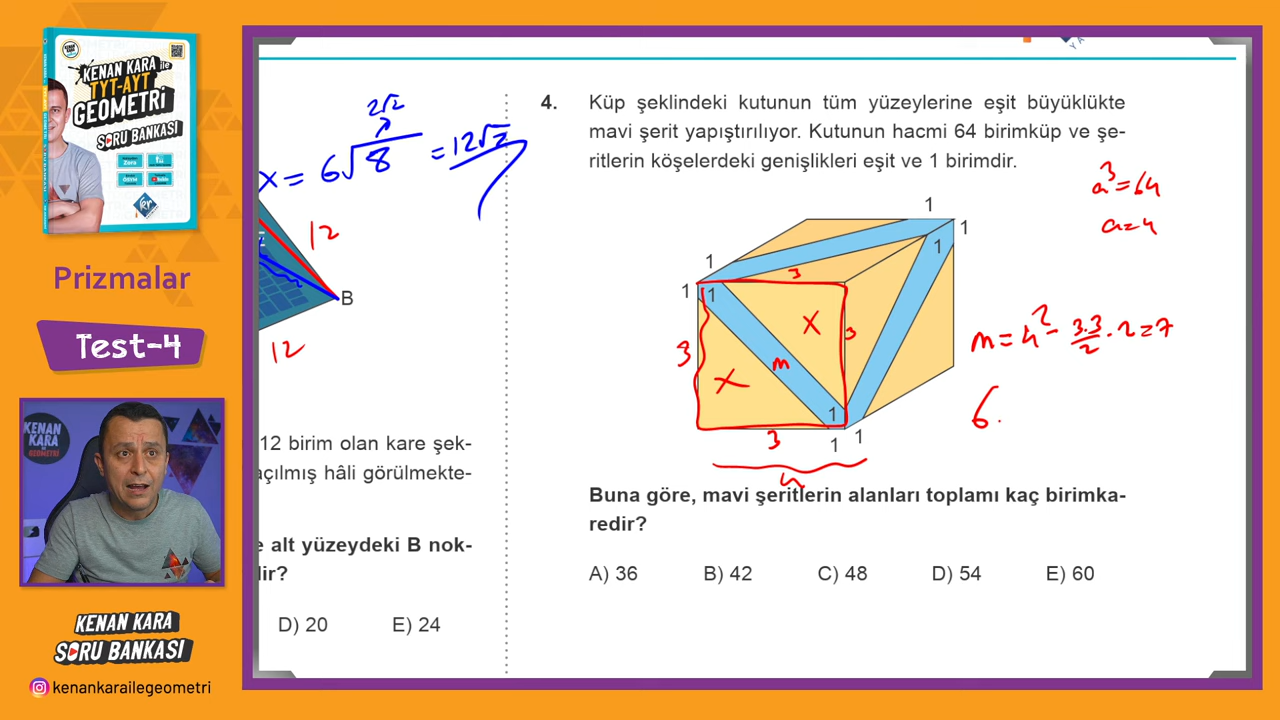 KENAN KARA ile
TYT-AYT
GEOMETRİ
SORU BANKASI
Prizmalar
Test-4
KENAN
KARA
KENAN KARA
SORU BANKASI
kenankarailegeometri
2√2
x = 6√8 = 12√2
12
B
12
12 birim olan kare şek-
açılmış hâli görülmekte-
e alt yüzeydeki B nok-
dir?
D) 20 E) 24
4. Küp şeklindeki kutunun tüm yüzeylerine eşit büyüklükte
mavi şerit yapıştırılıyor. Kutunun hacmi 64 birimküp ve şe-
ritlerin köşelerdeki genişlikleri eşit ve 1 birimdir.
a³=64
a=4
1
1
1
1
3
1 1
3
x
3
m
x
1
1
1
3
4
m = 4² - 3.3/2 . 2 = 7
6.
Buna göre, mavi şeritlerin alanları toplamı kaç birimka-
redir?
A) 36 B) 42 C) 48 D) 54 E) 60